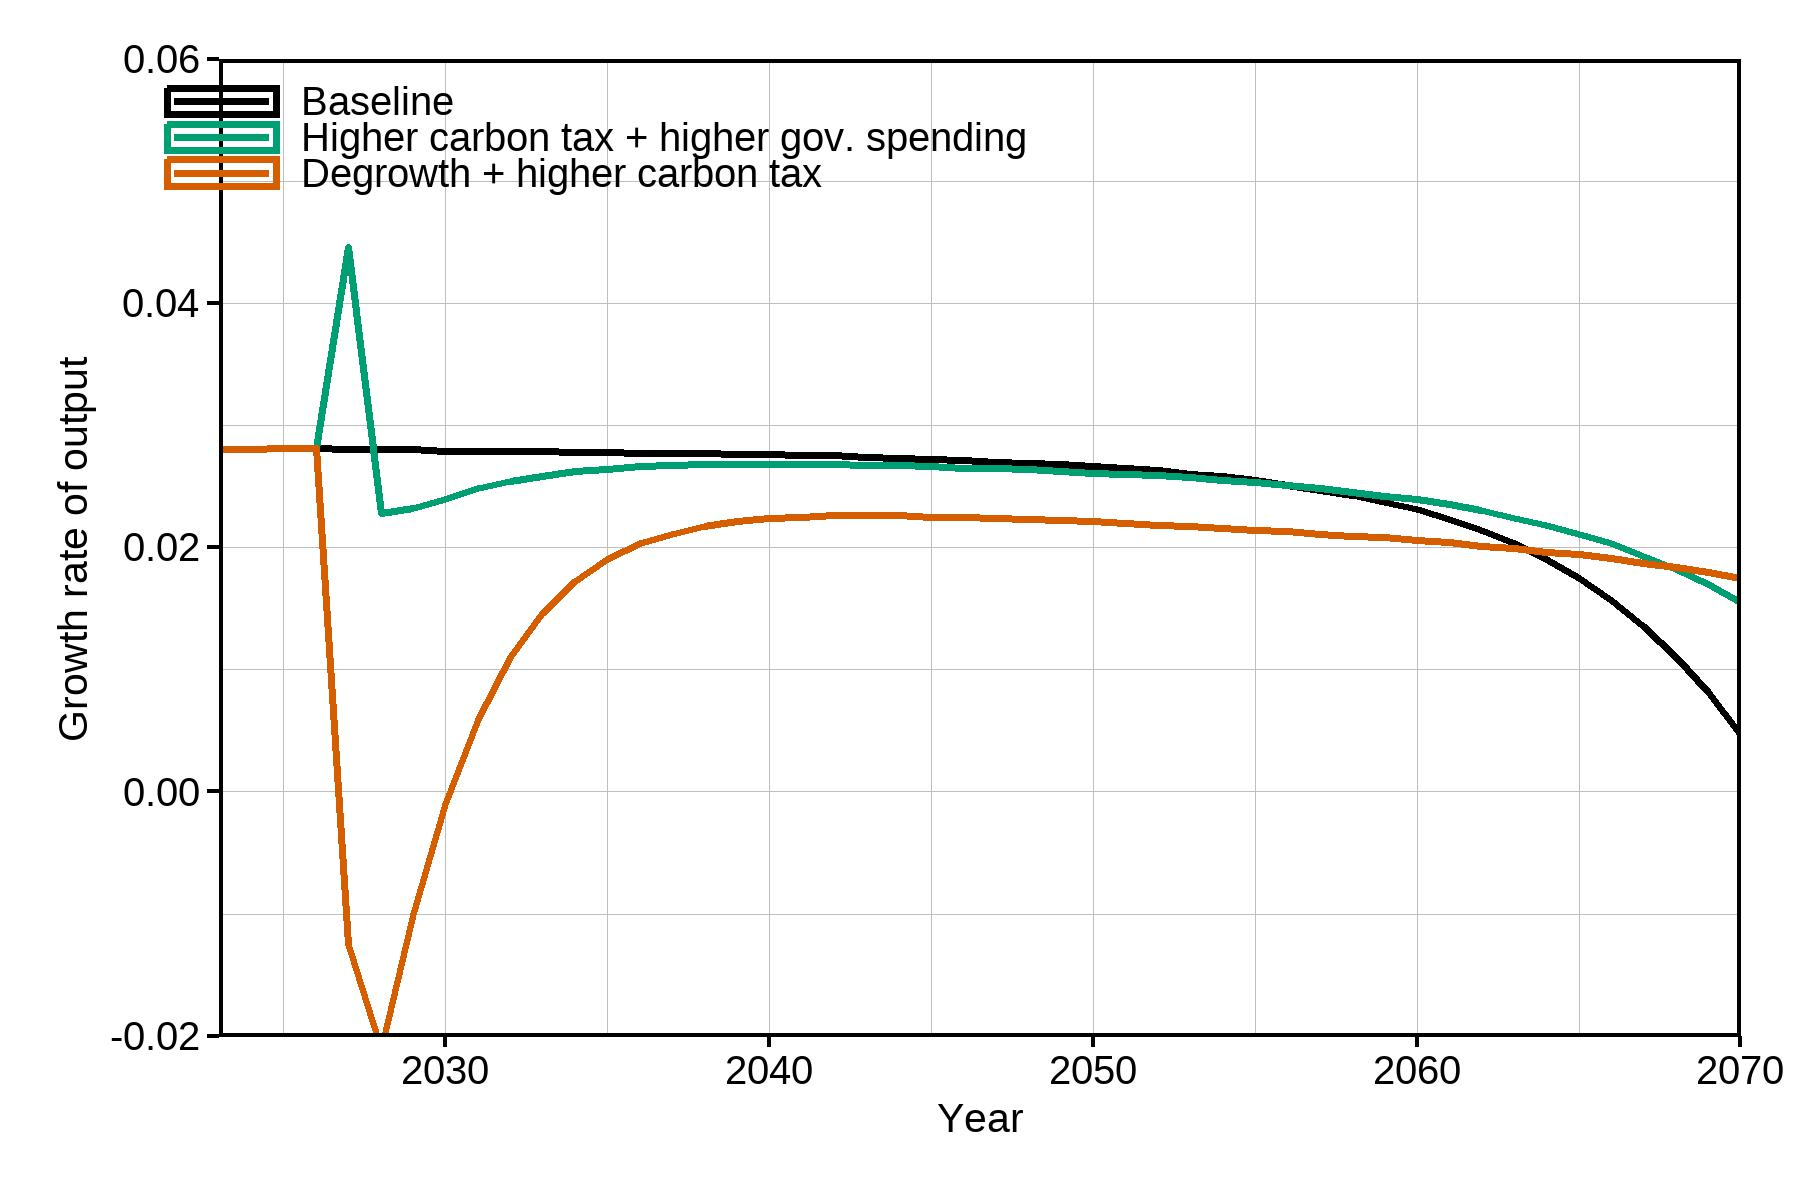 0.06
Baseline
Higher carbon tax + higher gov. spending
Degrowth + higher carbon tax
0.04
Growth rate of output
0.02
0.00
-0.02
2030 2040 2050 2060 2070
Year